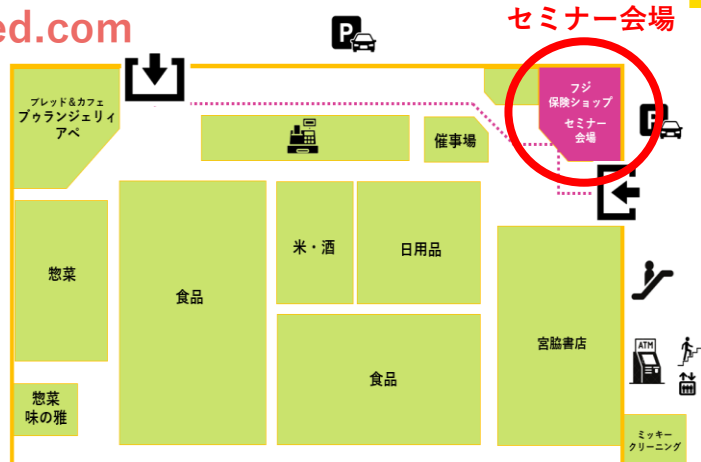 ed.com
セミナー会場
P
ブレッド&カフェ
ブゥランジェリィ
アペ
フジ
保険ショップ
セミナー
会場
P
催事場
惣菜
食品
米・酒
日用品
食品
宮脇書店
ATM
惣菜
味の雅
ミッキー
クリーニング